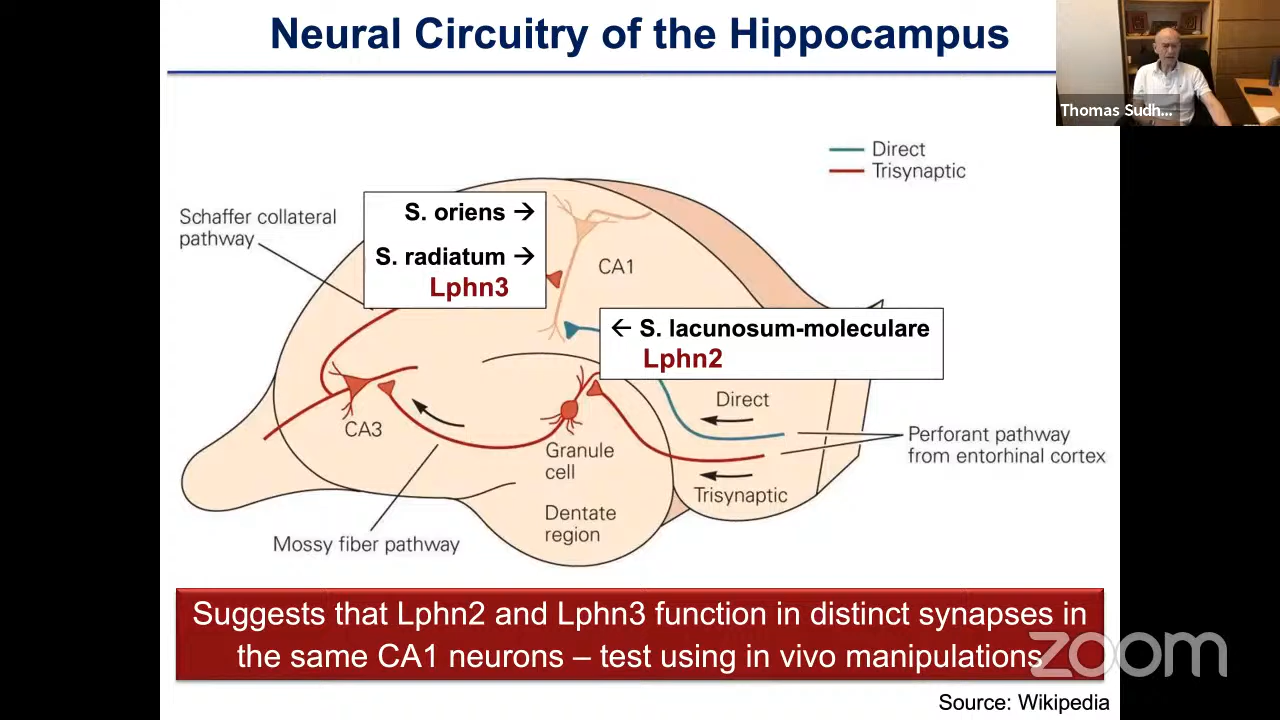 Neural Circuitry of the Hippocampus
Thomas Sudh...
Direct
Trisynaptic
Schaffer collateral
pathway
S. oriens →
S. radiatum →
Lphn3
CA1
← S. lacunosum-moleculare
Lphn2
Direct
CA3
Granule
cell
Perforant pathway
from entorhinal cortex
Trisynaptic
Dentate
region
Mossy fiber pathway
Suggests that Lphn2 and Lphn3 function in distinct synapses in
the same CA1 neurons – test using in vivo manipulations
zoom
Source: Wikipedia